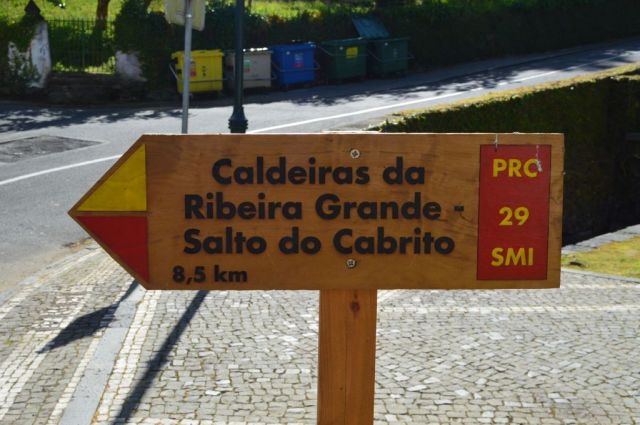 Caldeiras da
Ribeira Grande -
Salto do Cabrito
8,5 km
PRC
29
SMI